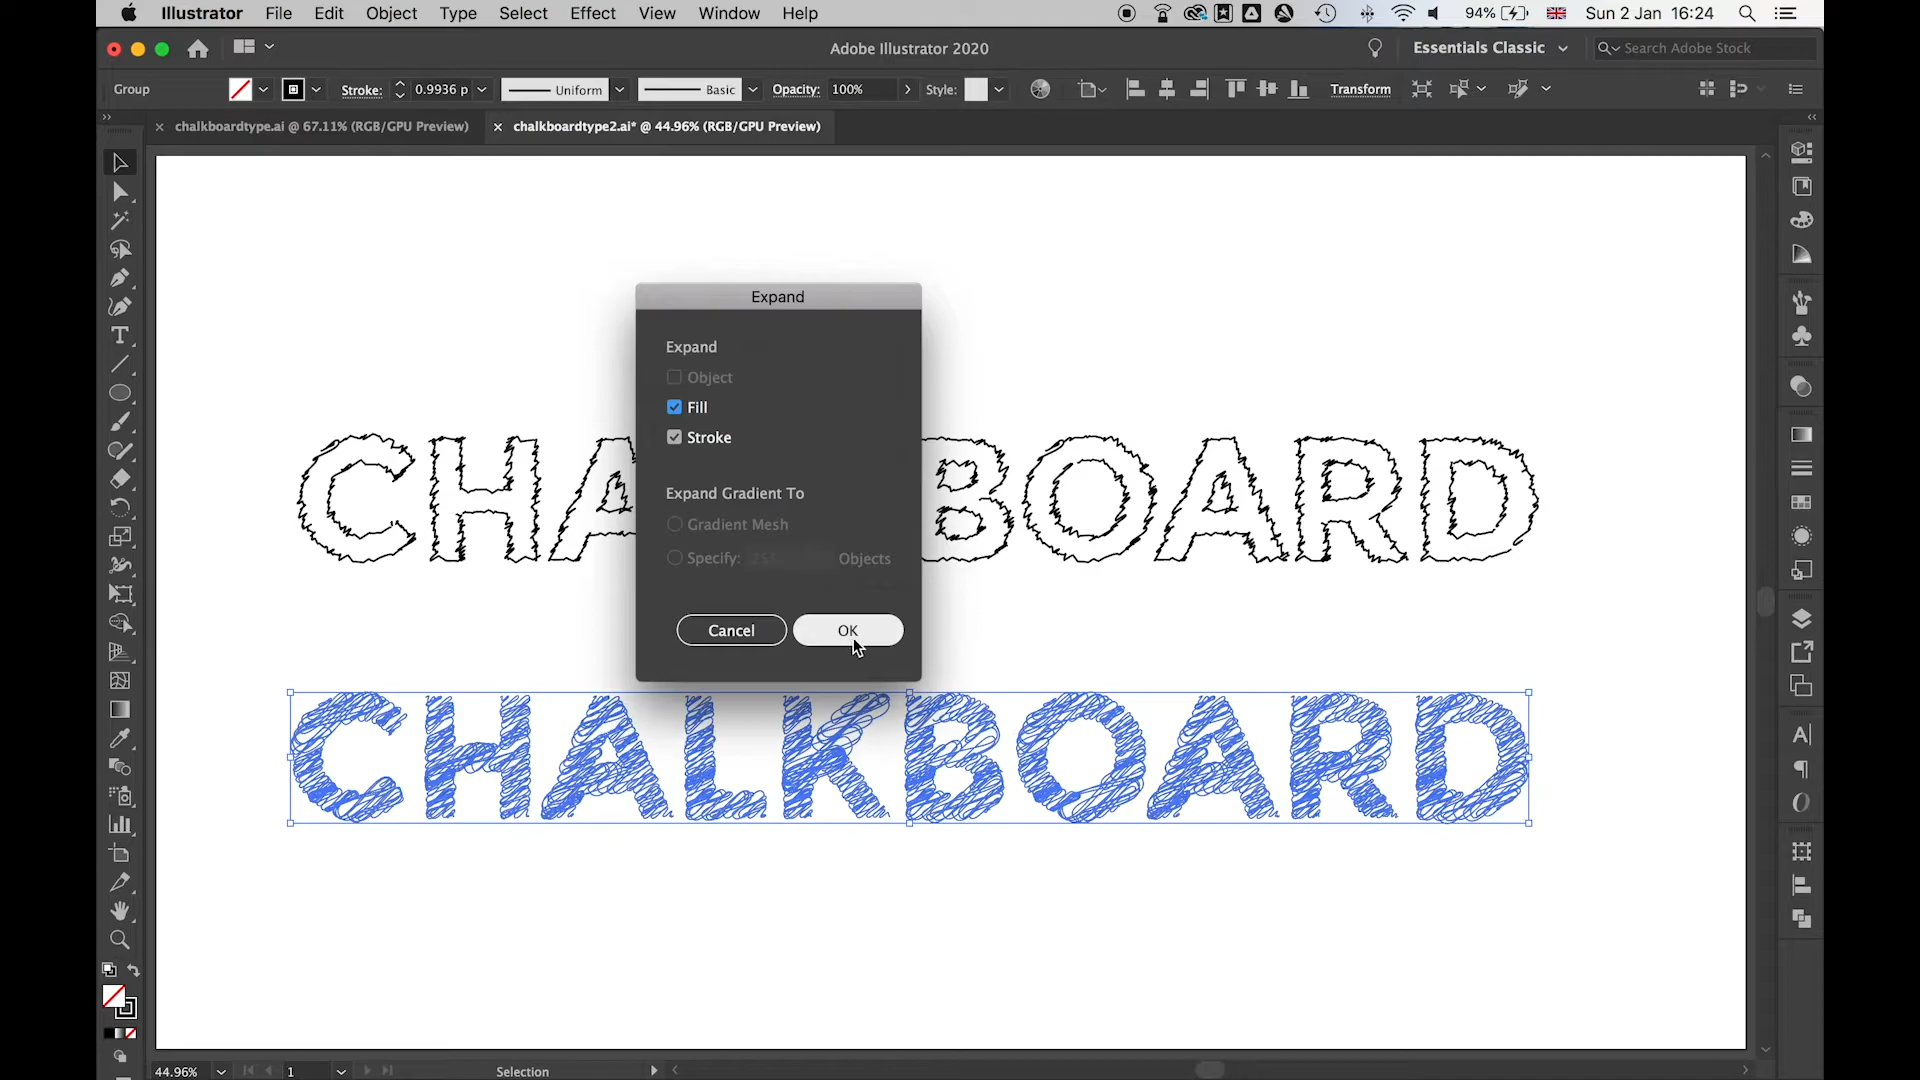 Illustrator File Edit Object Type Select Effect View Window Help 94% Sun 2 Jan 16:24
Adobe Illustrator 2020 Essentials Classic Search Adobe Stock
Group Stroke: 0.9936 p Uniform Basic Opacity: 100% Style: Transform
chalkboardtype.ai @ 67.11% (RGB/GPU Preview) chalkboardtype2.ai* @ 44.96% (RGB/GPU Preview)
Expand
Expand
Object
Fill
Stroke
Expand Gradient To
Gradient Mesh
Specify: 255 Objects
Cancel OK
CHA BOARD
CHALKBOARD
44.96% 1 Selection